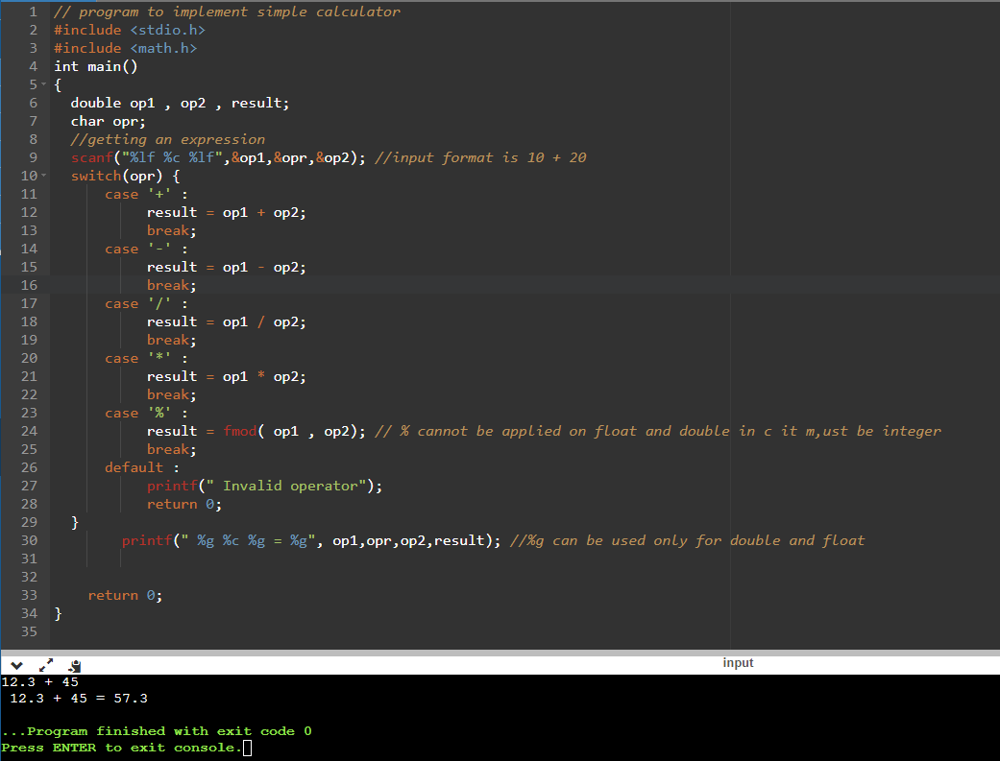 1 // program to implement simple calculator
2 #include <stdio.h>
3 #include <math.h>
4 int main()
5 {
6 double op1 , op2 , result;
7 char opr;
8 //getting an expression
9 scanf("%lf %c %lf",&op1,&opr,&op2); //input format is 10 + 20
10 switch(opr) {
11 case '+' :
12 result = op1 + op2;
13 break;
14 case '-' :
15 result = op1 - op2;
16 break;
17 case '/' :
18 result = op1 / op2;
19 break;
20 case '*' :
21 result = op1 * op2;
22 break;
23 case '%' :
24 result = fmod( op1 , op2); // % cannot be applied on float and double in c it m,ust be integer
25 break;
26 default :
27 printf(" Invalid operator");
28 return 0;
29 }
30 printf(" %g %c %g = %g", op1,opr,op2,result); //%g can be used only for double and float
31
32
33 return 0;
34 }
35
input
12.3 + 45
12.3 + 45 = 57.3
...Program finished with exit code 0
Press ENTER to exit console.